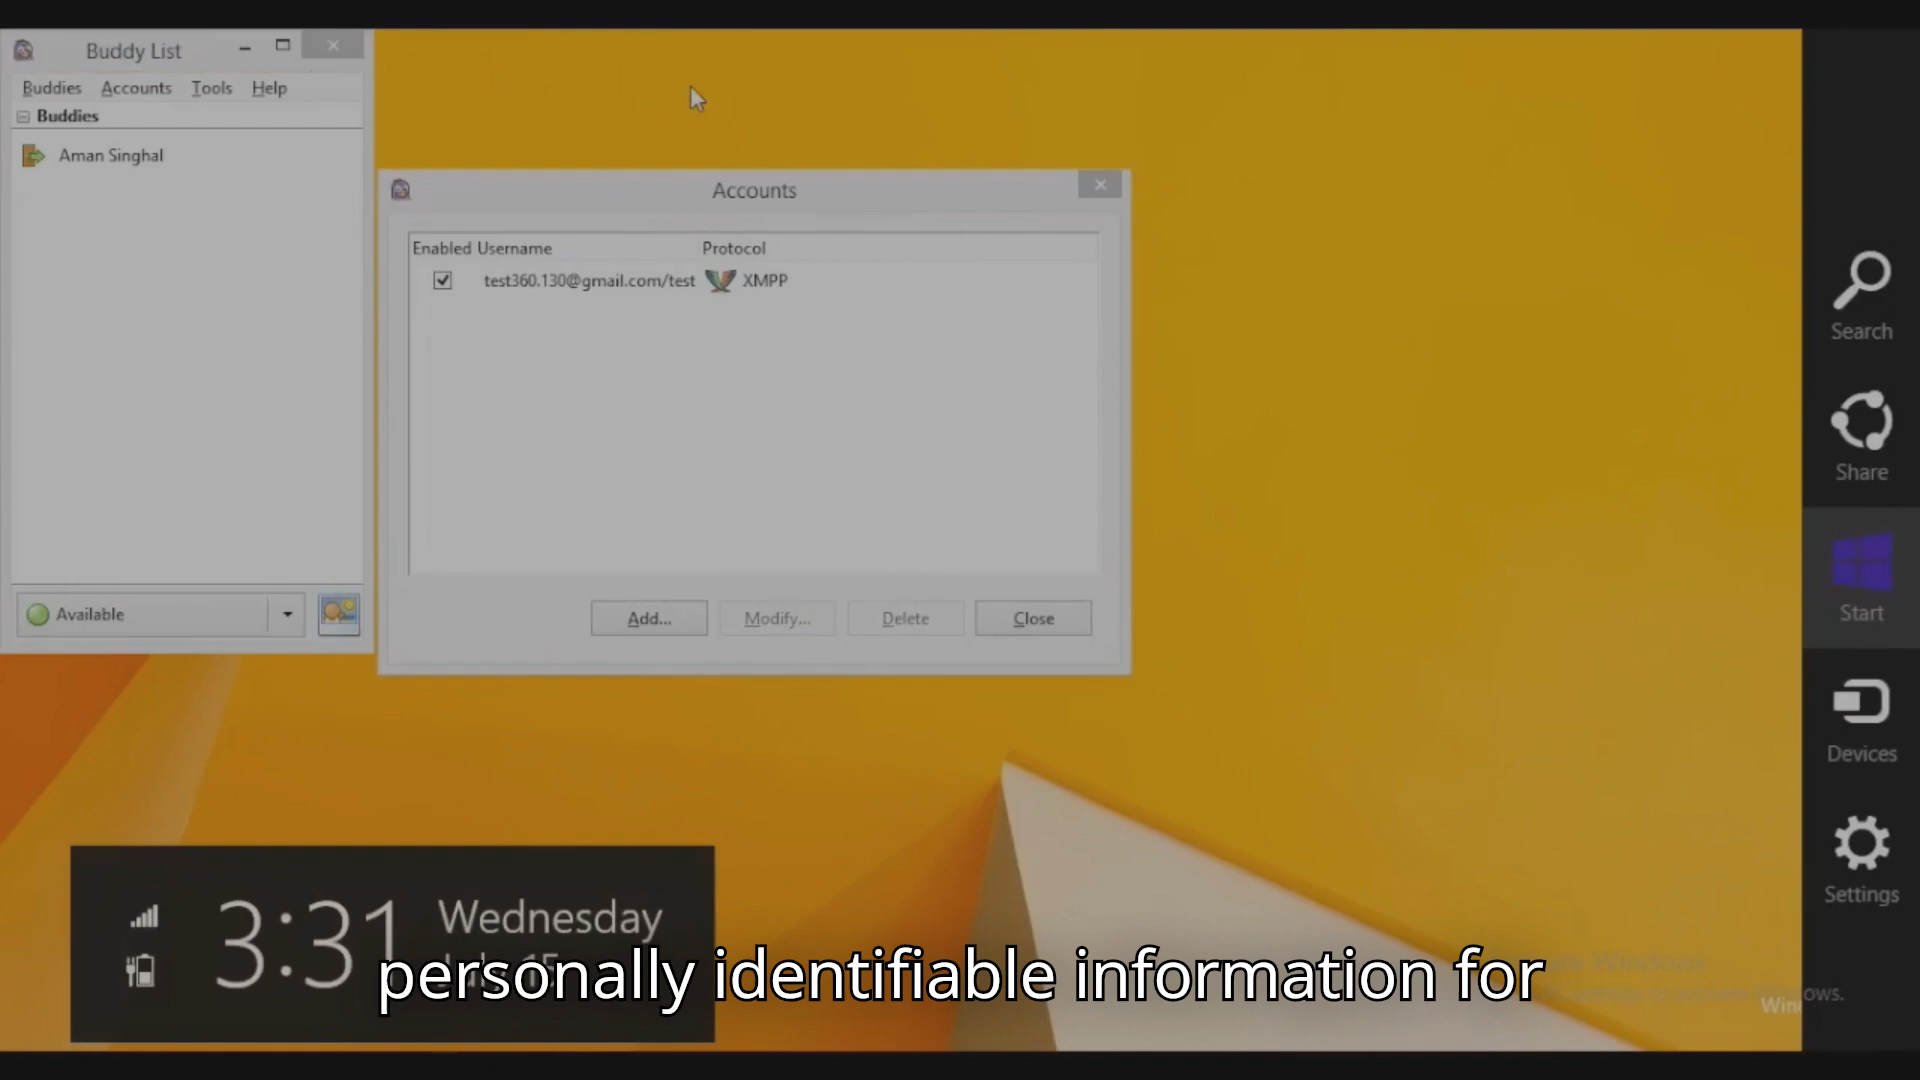 Buddy List
Buddies Accounts Tools Help
Buddies
Aman Singhal
Available
Accounts
Enabled Username Protocol
test360.130@gmail.com/test XMPP
Add... Modify... Delete Close
Search
Share
Start
Devices
Settings
3:31 Wednesday
personally identifiable information for